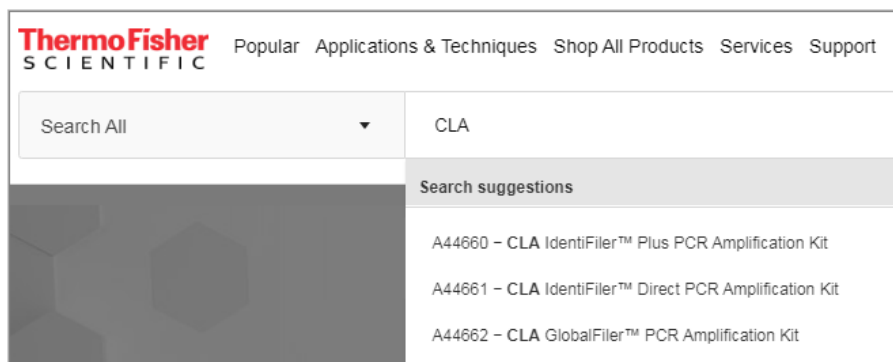 ThermoFisher
SCIENTIFIC
Popular Applications & Techniques Shop All Products Services Support
Search All CLA
Search suggestions
A44660 – CLA IdentiFiler™ Plus PCR Amplification Kit
A44661 – CLA IdentiFiler™ Direct PCR Amplification Kit
A44662 – CLA GlobalFiler™ PCR Amplification Kit